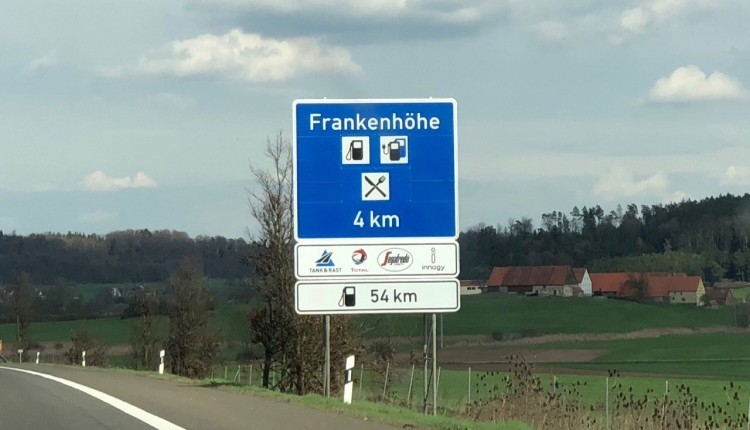 Frankenhöhe
4 km
TANK & RAST TOTAL Segafredo innogy
54 km